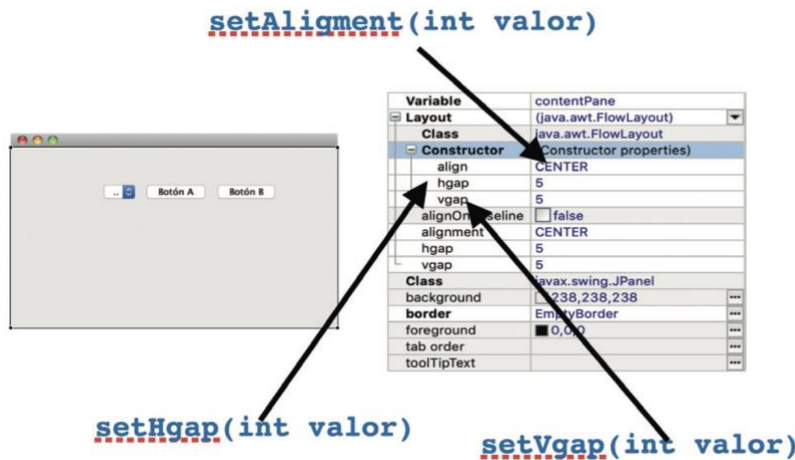 setAligment(int valor)
Variable contentPane
Layout (java.awt.FlowLayout)
Class java.awt.FlowLayout
Constructor (Constructor properties)
align CENTER
hgap 5
vgap 5
alignOnBaseline false
alignment CENTER
hgap 5
vgap 5
Class javax.swing.JPanel
background 238,238,238
border EmptyBorder
foreground 0,0,0
tab order
toolTipText
.. Botón A Botón B
setHgap(int valor)
setVgap(int valor)